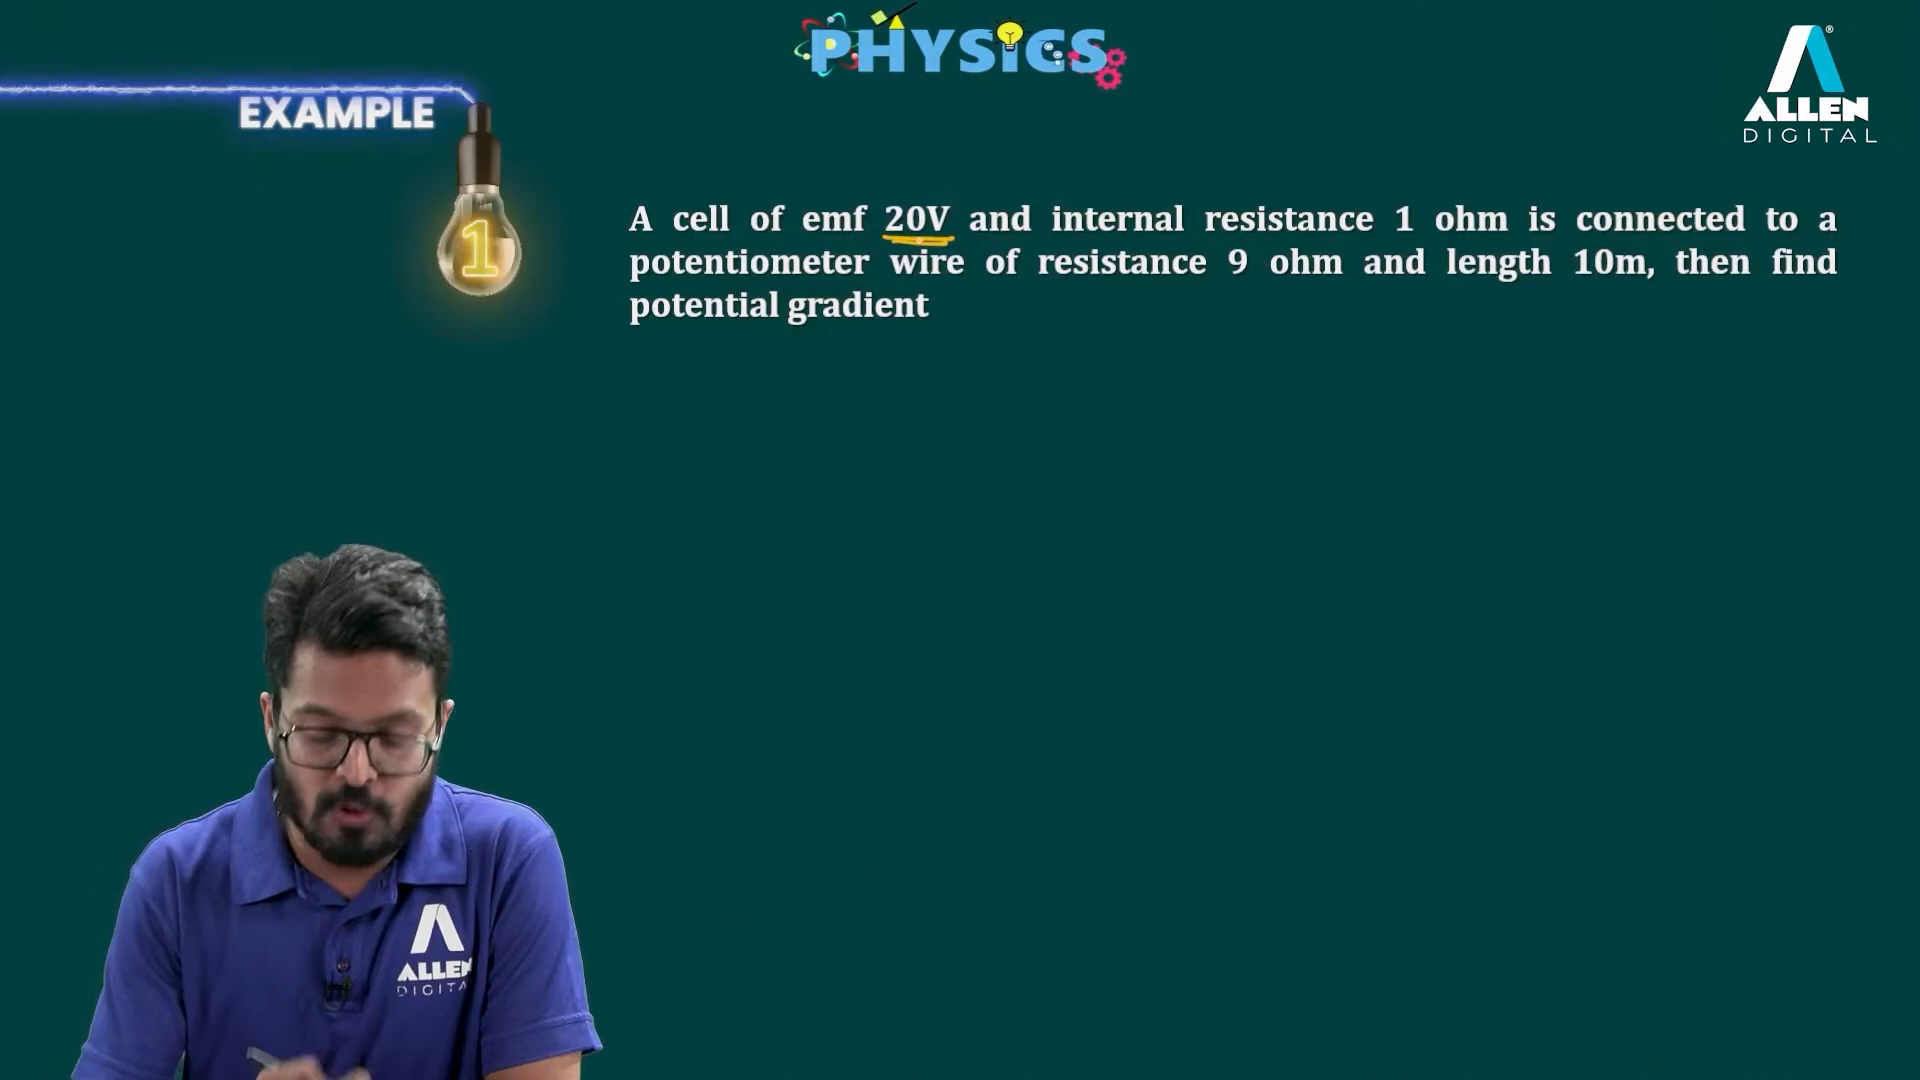 PHYSICS
ALLEN
DIGITAL
EXAMPLE
1
A cell of emf 20V and internal resistance 1 ohm is connected to a
potentiometer wire of resistance 9 ohm and length 10m, then find
potential gradient
ALLEN
DIGITA